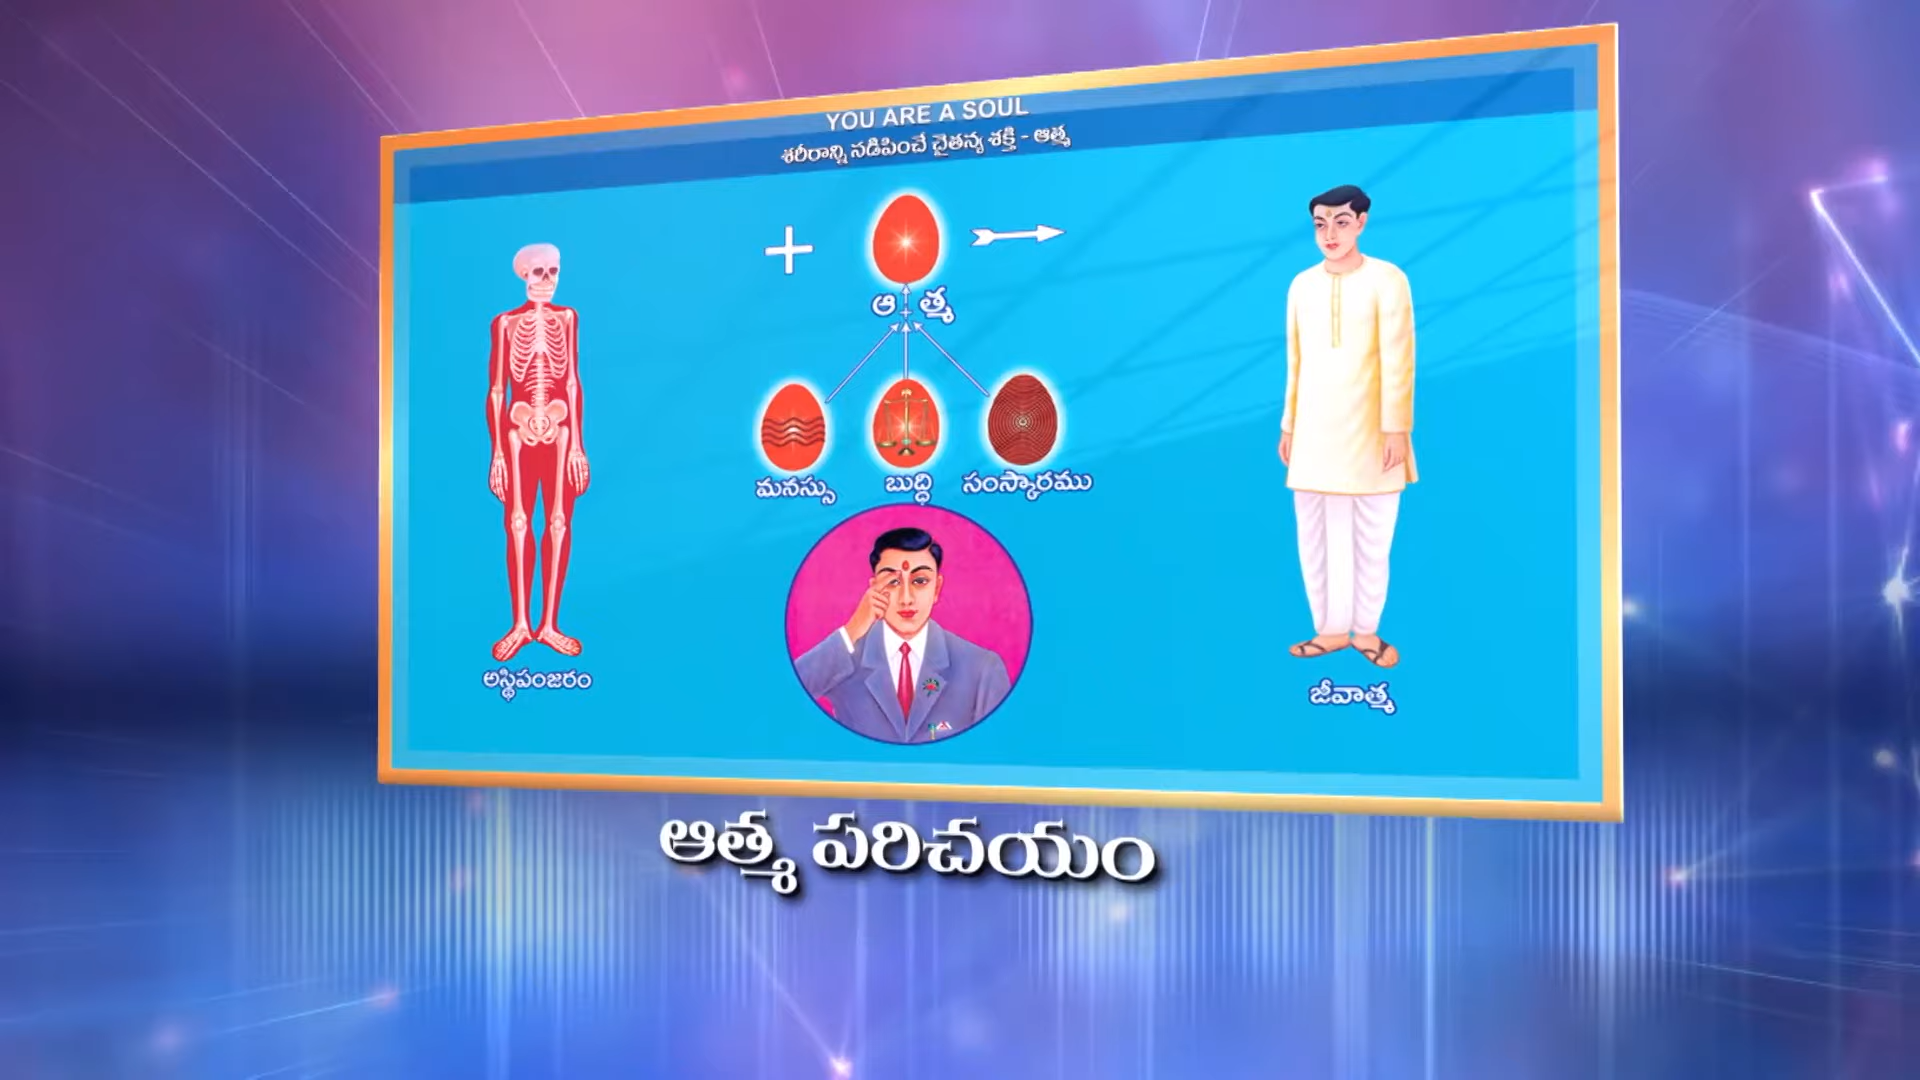 YOU ARE A SOUL
శరీరాన్ని నడిపించే చైతన్య శక్తి - ఆత్మ
ఆత్మ
మనస్సు బుద్ధి సంస్కారము
అస్థిపంజరం
జీవాత్మ
ఆత్మ పరిచయం